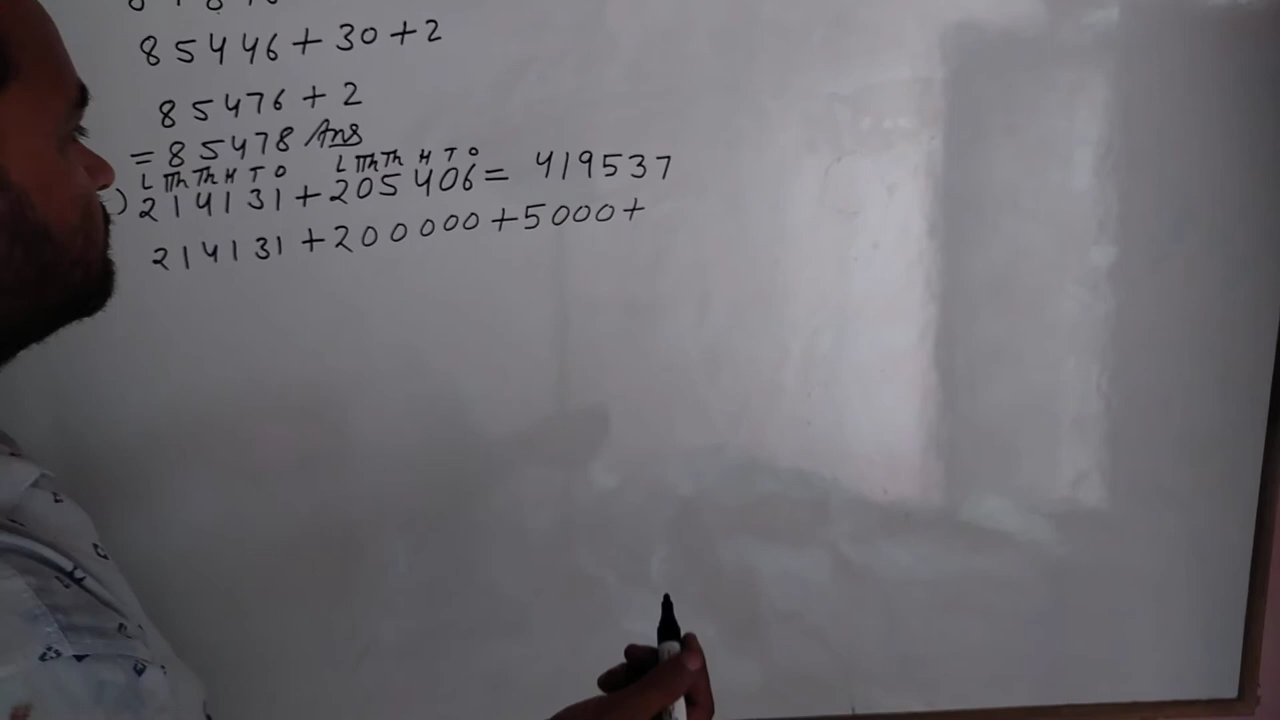 85446+30+2
85476+2
=85478 Ans
L TTh Th H T O L TTh Th H T O
) 214131+205406= 419537
214131+200000+5000+